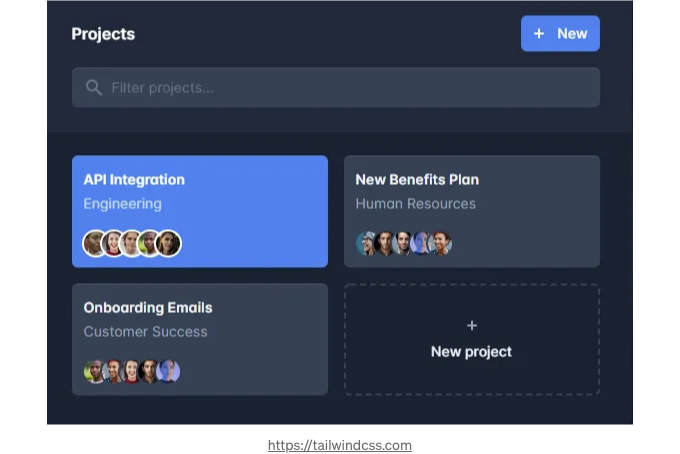 Projects
+ New
Filter projects...
API Integration
Engineering
New Benefits Plan
Human Resources
Onboarding Emails
Customer Success
+
New project
https://tailwindcss.com